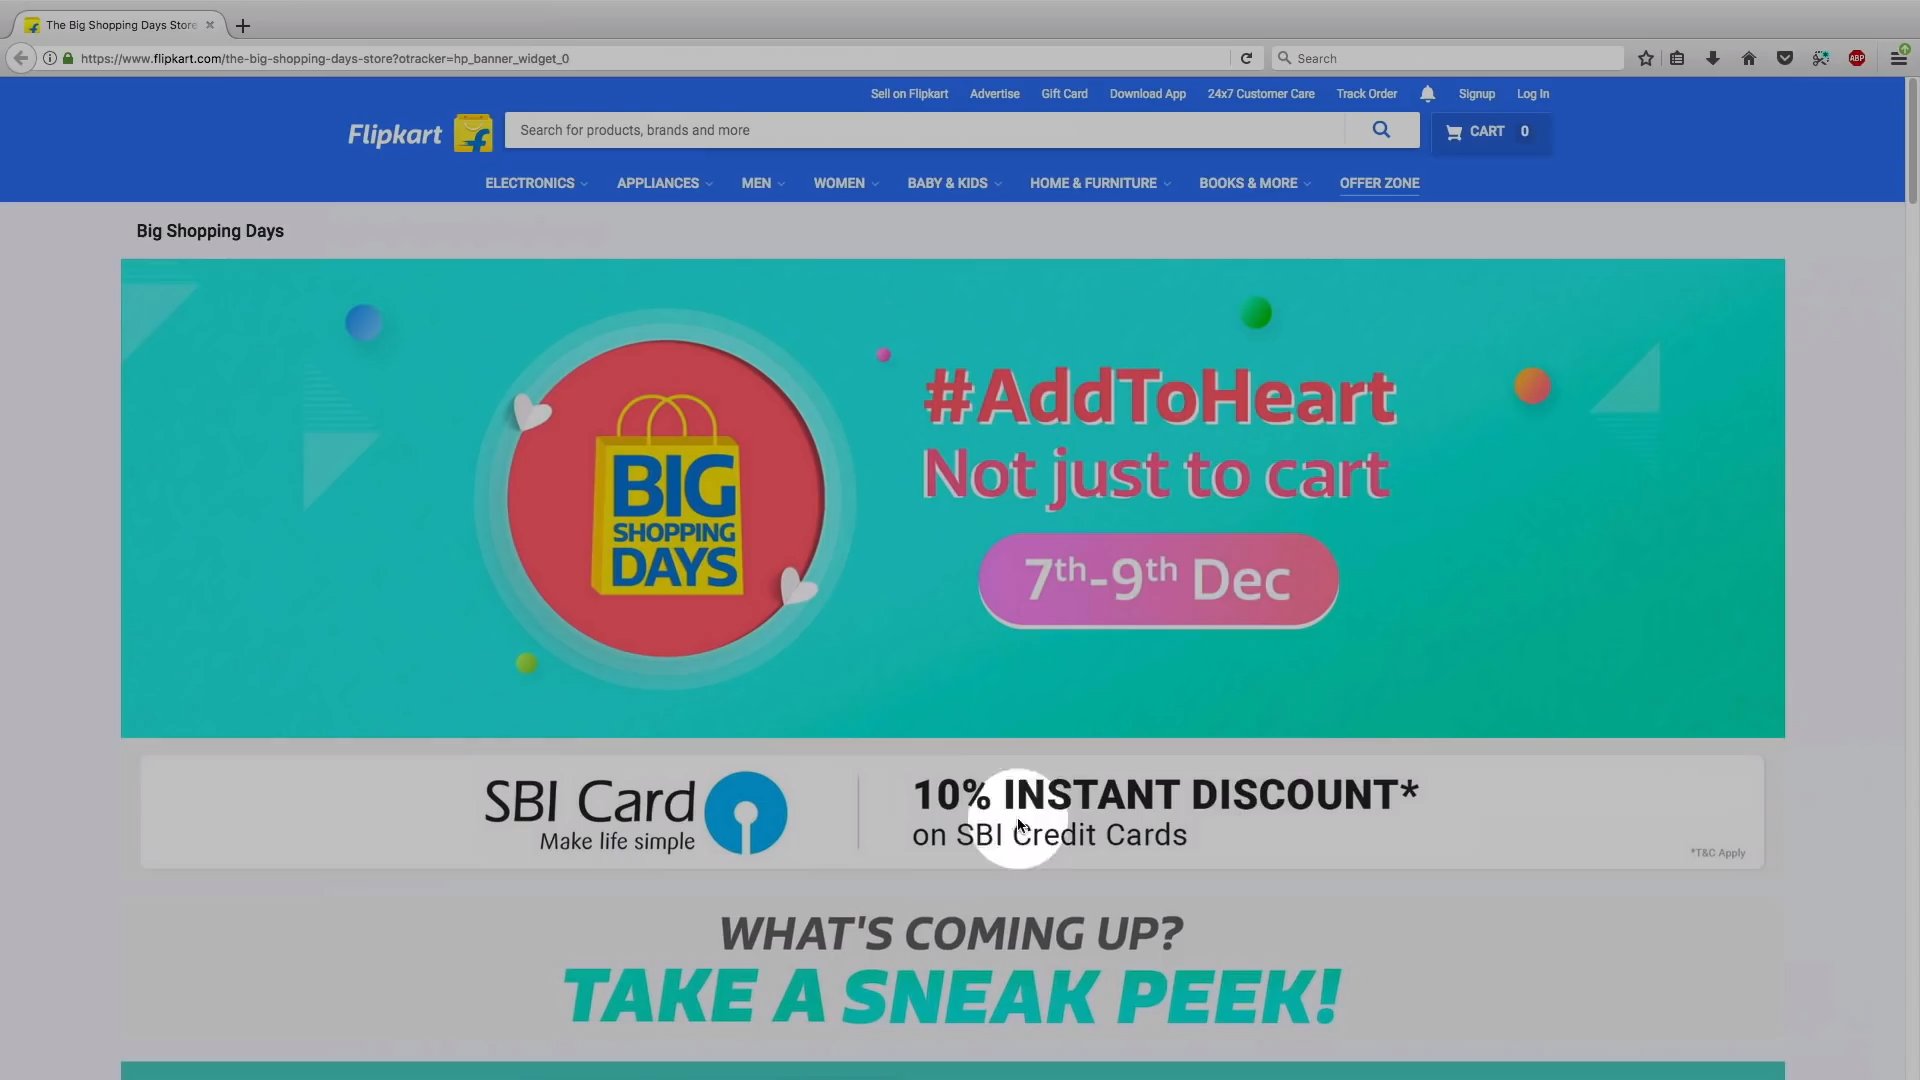 The Big Shopping Days Store
https://www.flipkart.com/the-big-shopping-days-store?otracker=hp_banner_widget_0
Search
ABP
Sell on Flipkart Advertise Gift Card Download App 24x7 Customer Care Track Order Signup Log In
Flipkart
Search for products, brands and more
CART 0
ELECTRONICS APPLIANCES MEN WOMEN BABY & KIDS HOME & FURNITURE BOOKS & MORE OFFER ZONE
Big Shopping Days
BIG
SHOPPING
DAYS
#AddToHeart
Not just to cart
7th-9th Dec
SBI Card
Make life simple
10% INSTANT DISCOUNT*
on SBI Credit Cards
*T&C Apply
WHAT'S COMING UP?
TAKE A SNEAK PEEK!